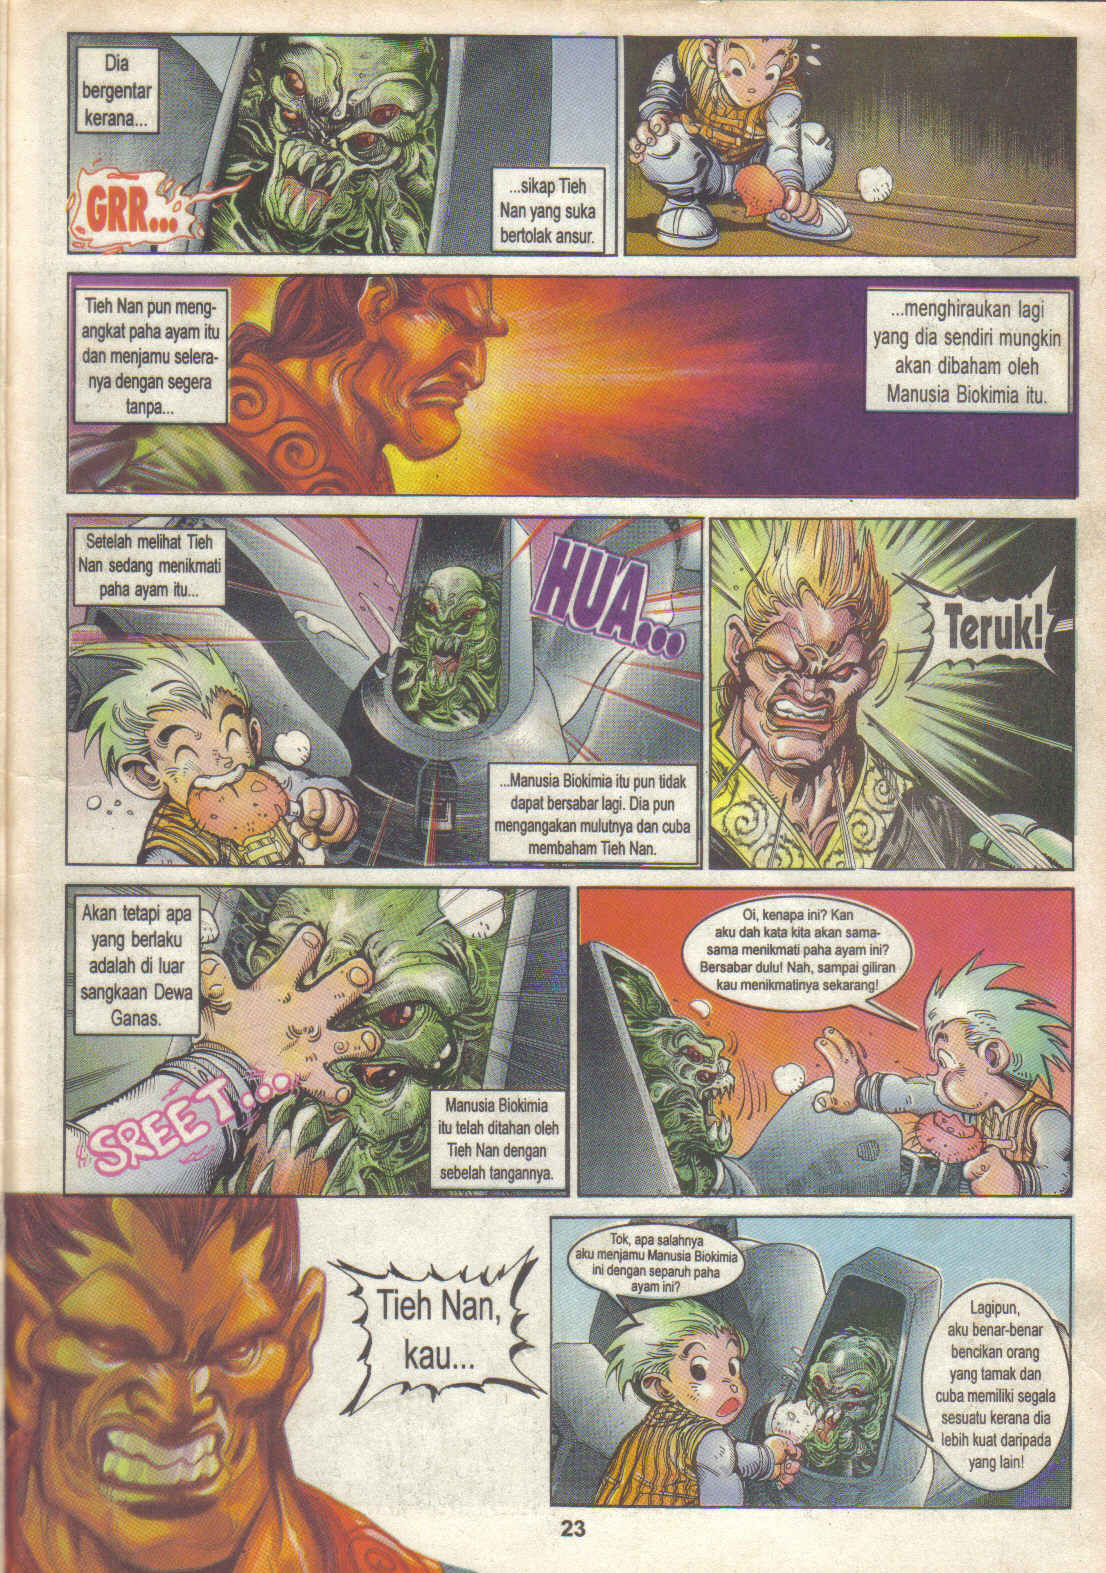 Dia
bergentar
kerana...
GRR...
...sikap Tieh
Nan yang suka
bertolak ansur.
Tieh Nan pun meng-
angkat paha ayam itu
dan menjamu selera-
nya dengan segera
tanpa...
...menghiraukan lagi
yang dia sendiri mungkin
akan dibaham oleh
Manusia Biokimia itu.
Setelah melihat Tieh
Nan sedang menikmati
paha ayam itu...
HUA...
...Manusia Biokimia itu pun tidak
dapat bersabar lagi. Dia pun
mengangakan mulutnya dan cuba
membaham Tieh Nan.
Teruk!
Akan tetapi apa
yang berlaku
adalah di luar
sangkaan Dewa
Ganas.
SREET...
Manusia Biokimia
itu telah ditahan oleh
Tieh Nan dengan
sebelah tangannya.
Oi, kenapa ini? Kan
aku dah kata kita akan sama-
sama menikmati paha ayam ini?
Bersabar dulu! Nah, sampai giliran
kau menikmatinya sekarang!
Tieh Nan,
kau...
Tok, apa salahnya
aku menjamu Manusia Biokimia
ini dengan separuh paha
ayam ini?
Lagipun,
aku benar-benar
bencikan orang
yang tamak dan
cuba memiliki segala
sesuatu kerana dia
lebih kuat daripada
yang lain!
23